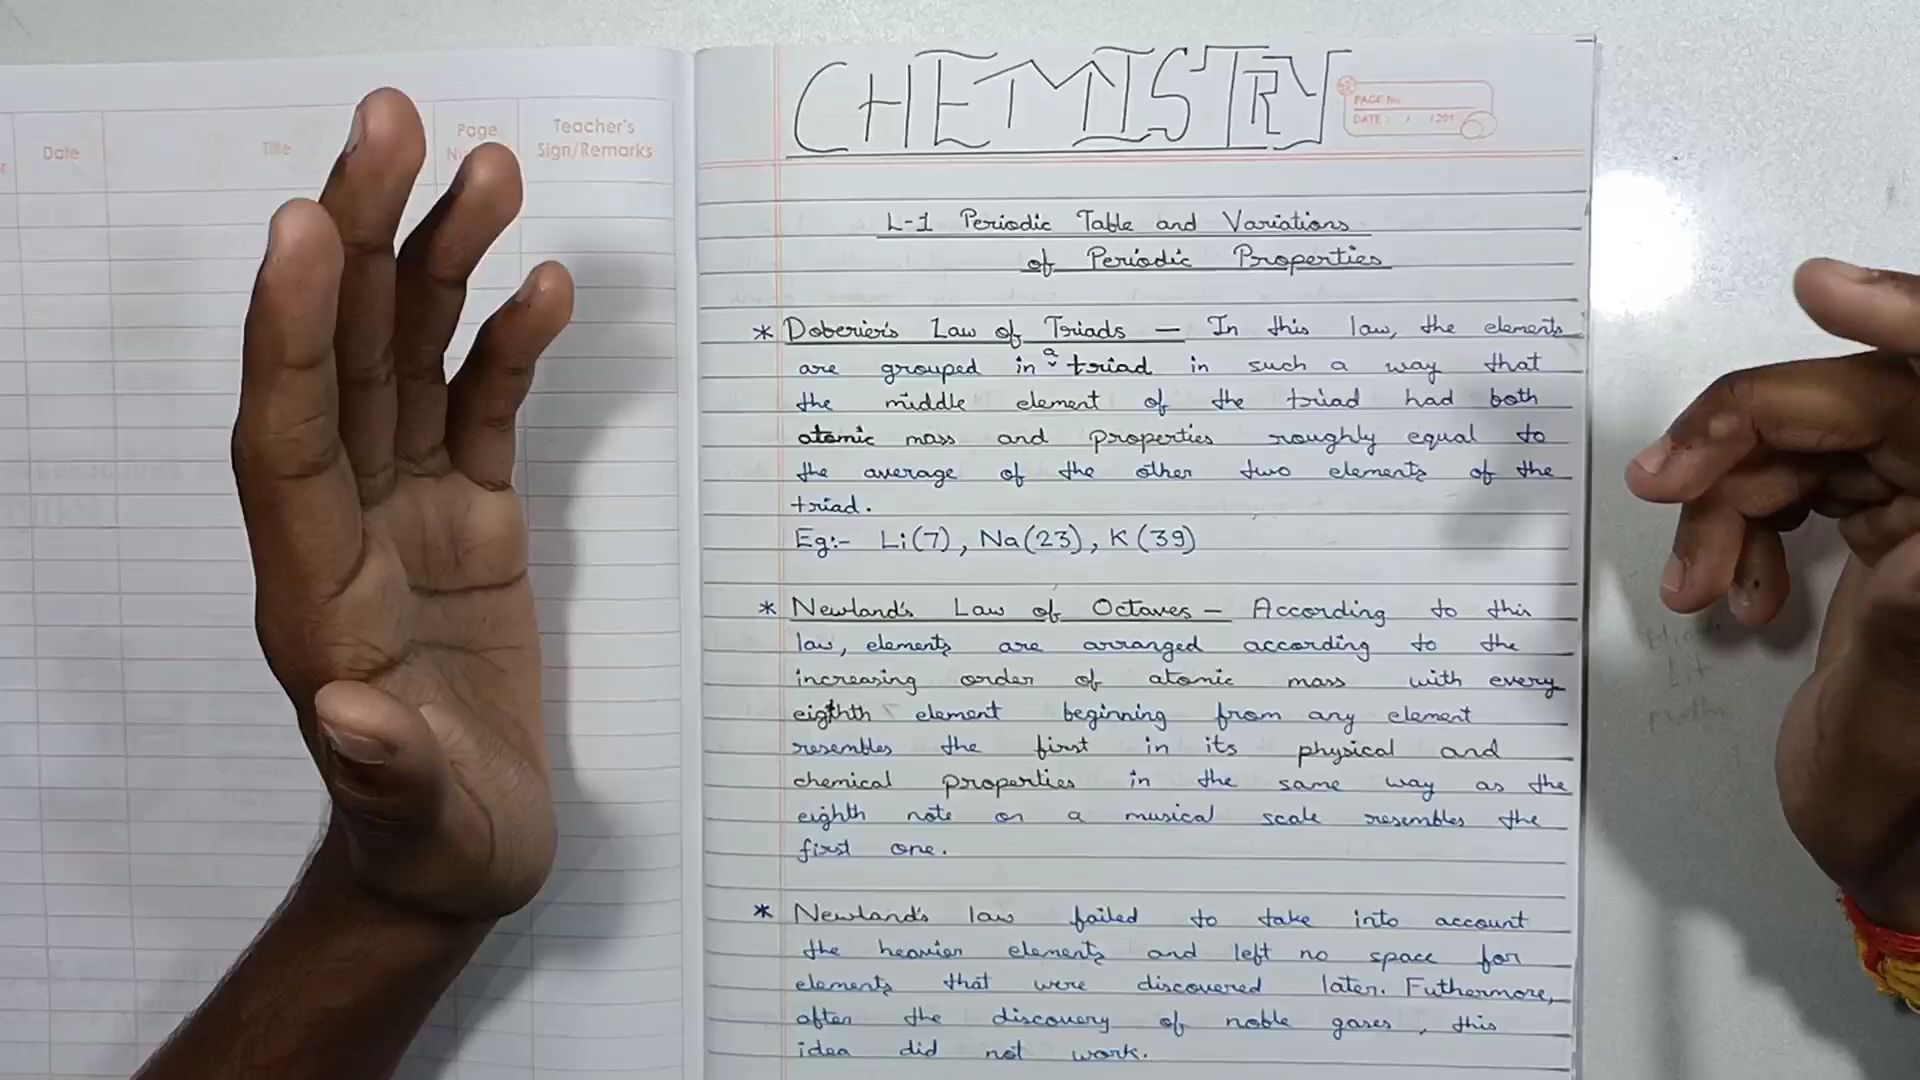 Date
Title
Page
Teacher's
Sign/Remarks
CHEMISTRY
PAGE No
DATE : / /201
L-1 Periodic Table and Variations
of Periodic Properties
* Doberier's Law of Triads — In this law, the elements
are grouped in a triad in such a way that
the middle element of the triad had both
atomic mass and properties roughly equal to
the average of the other two elements of the
triad.
Eg:- Li(7), Na(23), K(39)
* Newland's Law of Octaves — According to this
law, elements are arranged according to the
increasing order of atomic mass with every
eigthth element beginning from any element
resembles the first in its physical and
chemical properties in the same way as the
eighth note on a musical scale resembles the
first one.
* Newland's law failed to take into account
the heavier elements and left no space for
elements that were discovered later. Futhermore,
after the discovery of noble gases, this
idea did not work.